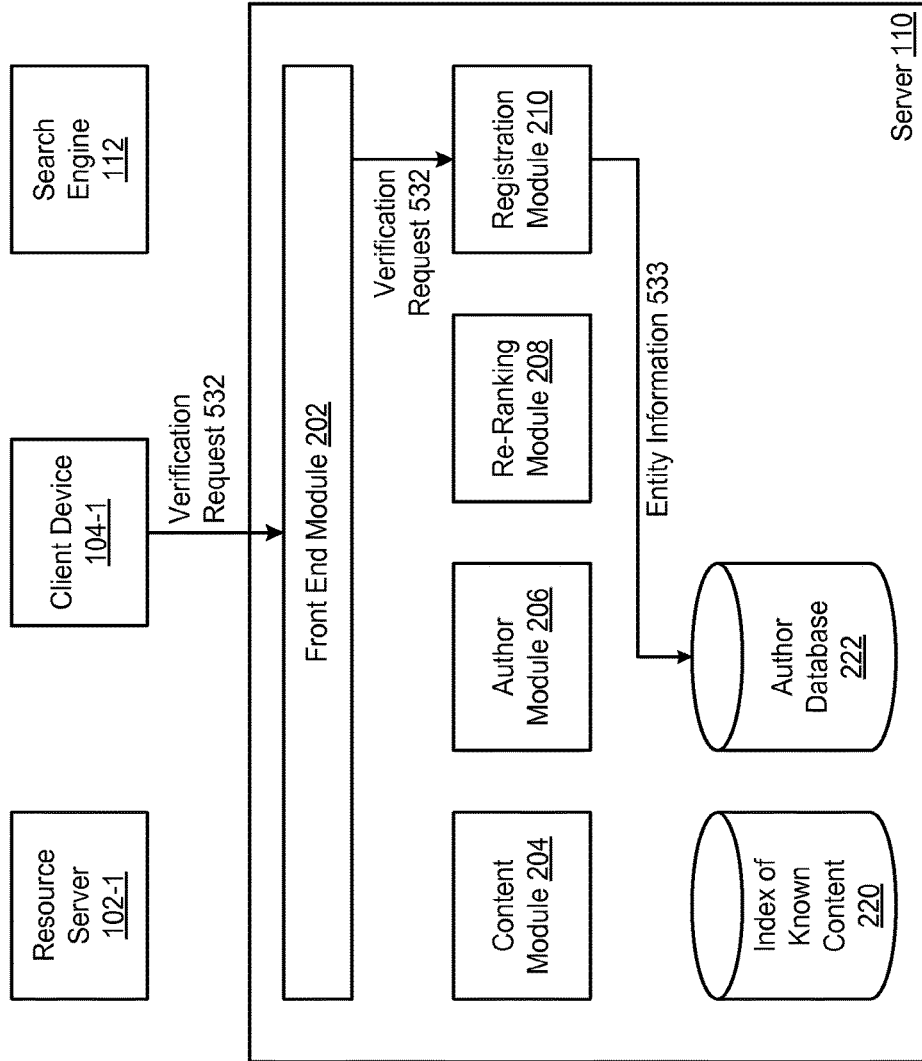 Resource
Server
102-1
Client Device
104-1
Search
Engine
112
Verification
Request 532
Front End Module 202
Verification
Request 532
Content
Module 204
Author
Module 206
Re-Ranking
Module 208
Registration
Module 210
Entity Information 533
Index of
Known
Content
220
Author
Database
222
Server 110